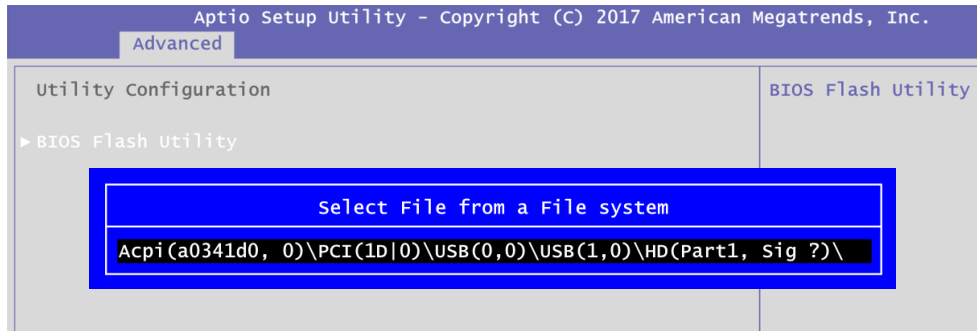 Aptio Setup Utility - Copyright (C) 2017 American Megatrends, Inc.
Advanced
Utility Configuration
BIOS Flash Utility
►BIOS Flash Utility
Select File from a File system
Acpi(a0341d0, 0)\PCI(1D|0)\USB(0,0)\USB(1,0)\HD(Part1, Sig ?)\